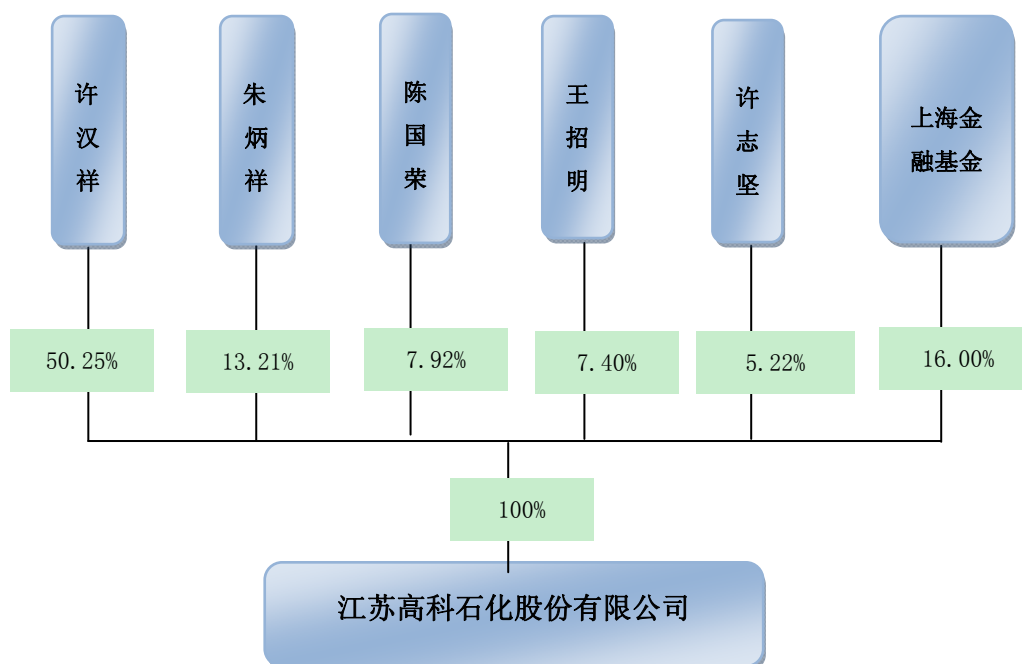 许汉祥
朱炳祥
陈国荣
王招明
许志坚
上海金
融基金
50.25%
13.21%
7.92%
7.40%
5.22%
16.00%
100%
江苏高科石化股份有限公司